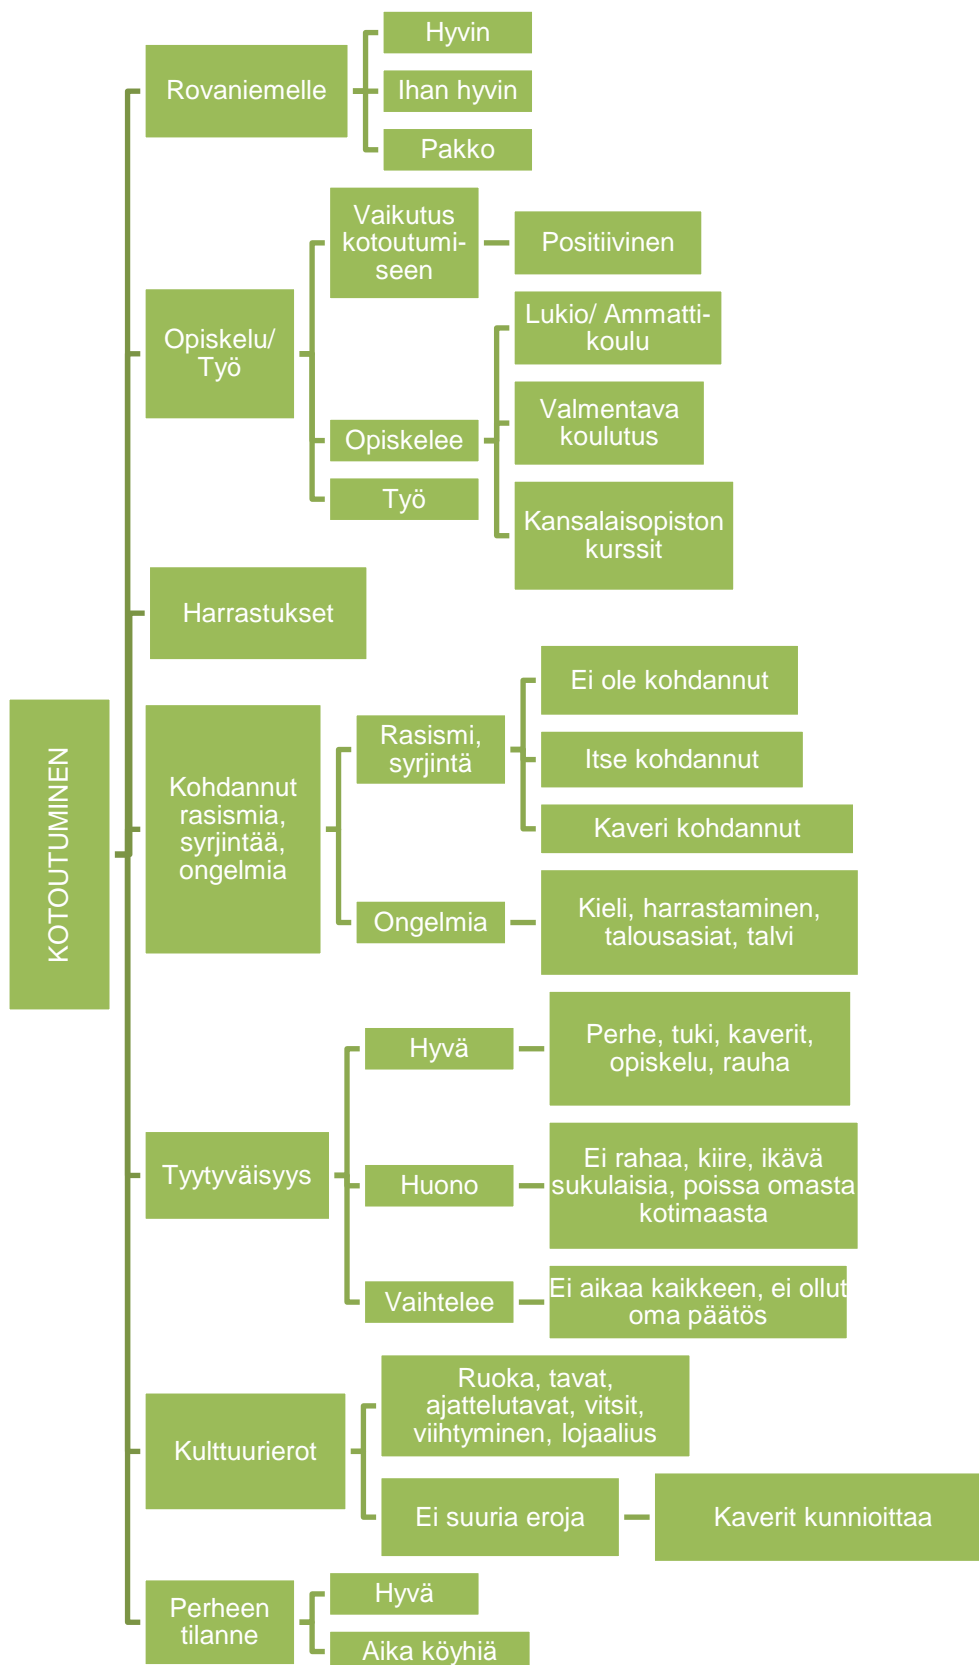 KOTOUTUMINEN
Rovaniemelle
Hyvin
Ihan hyvin
Pakko
Opiskelu/
Työ
Vaikutus
kotoutumi-
seen
Positiivinen
Opiskelee
Lukio/ Ammatti-
koulu
Valmentava
koulutus
Kansalaisopiston
kurssit
Työ
Harrastukset
Kohdannut
rasismia,
syrjintää,
ongelmia
Rasismi,
syrjintä
Ei ole kohdannut
Itse kohdannut
Kaveri kohdannut
Ongelmia
Kieli, harrastaminen,
talousasiat, talvi
Tyytyväisyys
Hyvä
Perhe, tuki, kaverit,
opiskelu, rauha
Huono
Ei rahaa, kiire, ikävä
sukulaisia, poissa omasta
kotimaasta
Vaihtelee
Ei aikaa kaikkeen, ei ollut
oma päätös
Kulttuurierot
Ruoka, tavat,
ajattelutavat, vitsit,
viihtyminen, lojaalius
Ei suuria eroja
Kaverit kunnioittaa
Perheen
tilanne
Hyvä
Aika köyhiä